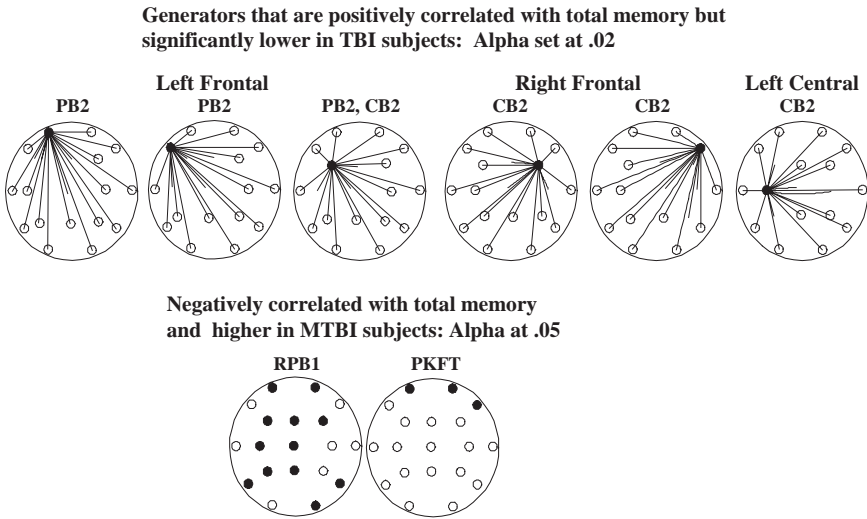 Generators that are positively correlated with total memory but
significantly lower in TBI subjects: Alpha set at .02
Left Frontal
Right Frontal
Left Central
PB2
PB2
PB2, CB2
CB2
CB2
CB2
Negatively correlated with total memory
and higher in MTBI subjects: Alpha at .05
RPB1
PKFT